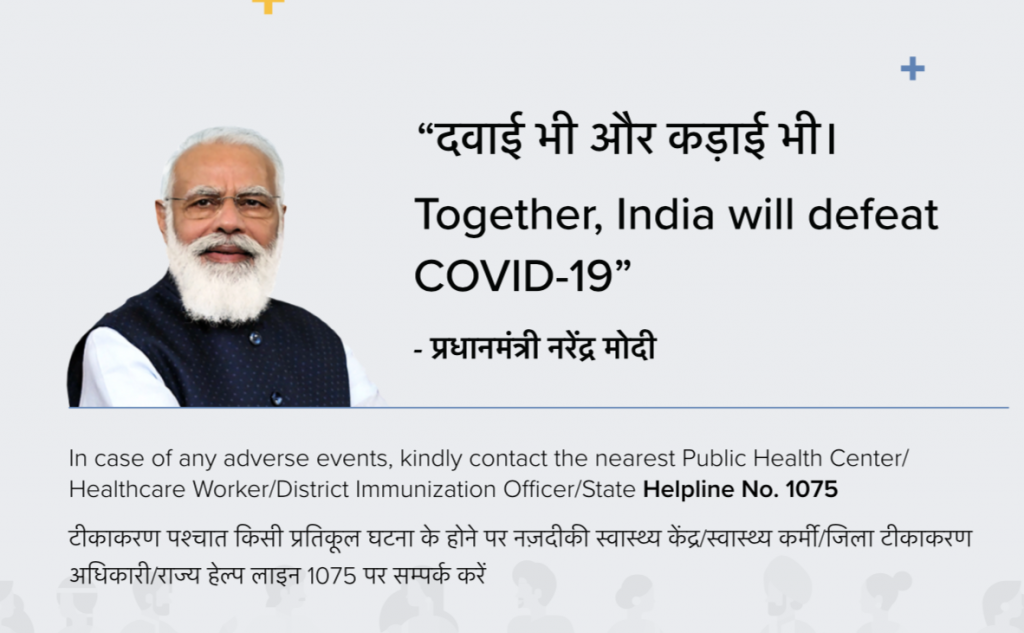 “दवाई भी और कड़ाई भी।
Together, India will defeat
COVID-19”
- प्रधानमंत्री नरेंद्र मोदी
In case of any adverse events, kindly contact the nearest Public Health Center/
Healthcare Worker/District Immunization Officer/State Helpline No. 1075
टीकाकरण पश्चात किसी प्रतिकूल घटना के होने पर नज़दीकी स्वास्थ्य केंद्र/स्वास्थ्य कर्मी/जिला टीकाकरण
अधिकारी/राज्य हेल्प लाइन 1075 पर सम्पर्क करें